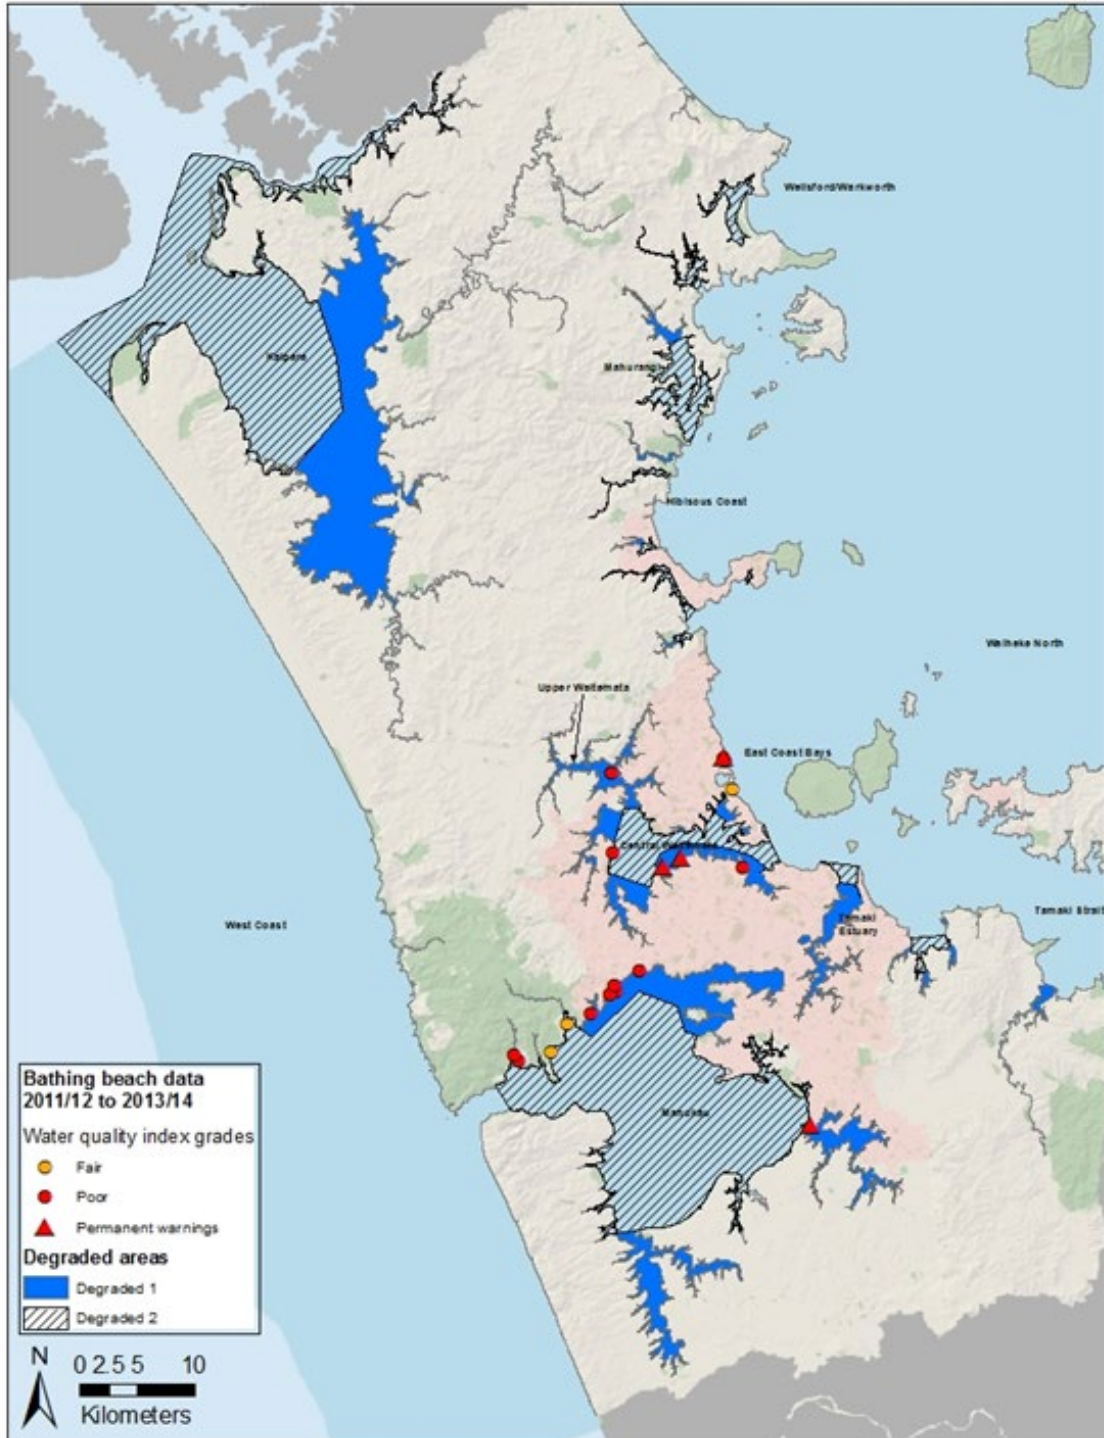 Wellsford/Warkworth
Kaipara
Mahurangi
Hibiscus Coast
Waiheke North
Upper Waitemata
East Coast Bays
Central Waitemata
West Coast
Tamaki
Estuary
Tamaki Strait
Manukau
Bathing beach data
2011/12 to 2013/14
Water quality index grades
Fair
Poor
Permanent warnings
Degraded areas
Degraded 1
Degraded 2
N
0 2.5 5 10
Kilometers